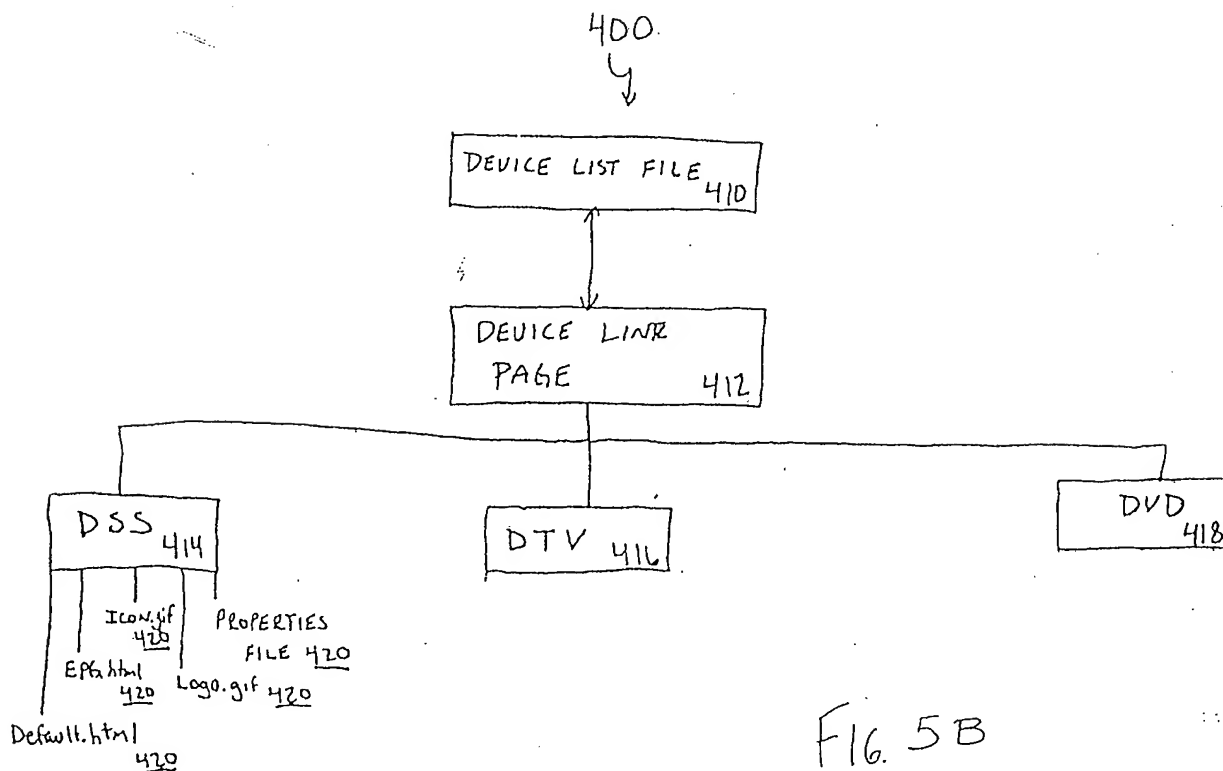 400
DEVICE LIST FILE
410
DEVICE LINK
PAGE
412
DSS
414
DTV 416
DVD
418
Icon.gif
420
PROPERTIES
FILE 420
EPG.html
420
Logo.gif 420
Default.html
420
FIG. 5B